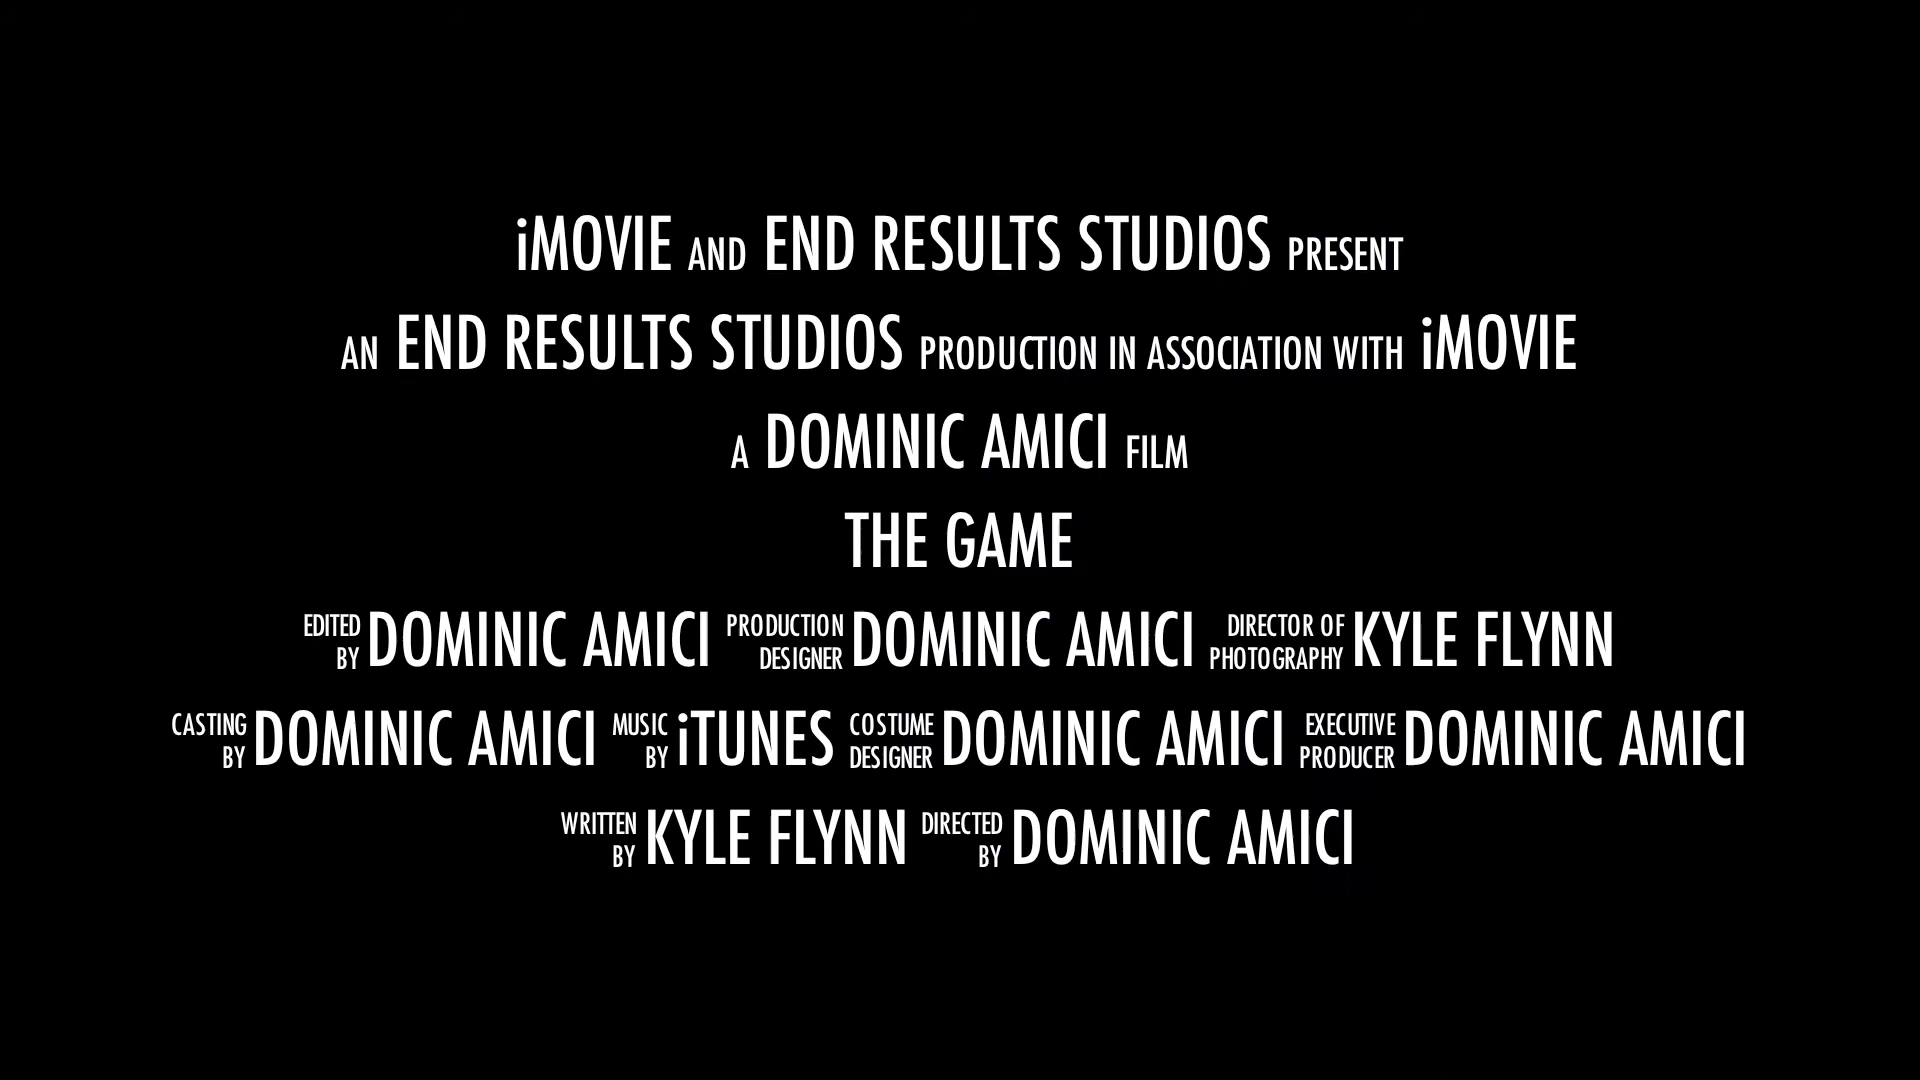 iMOVIE AND END RESULTS STUDIOS PRESENT
AN END RESULTS STUDIOS PRODUCTION IN ASSOCIATION WITH iMOVIE
A DOMINIC AMICI FILM
THE GAME
EDITED BY DOMINIC AMICI PRODUCTION DESIGNER DOMINIC AMICI DIRECTOR OF PHOTOGRAPHY KYLE FLYNN
CASTING BY DOMINIC AMICI MUSIC BY iTUNES COSTUME DESIGNER DOMINIC AMICI EXECUTIVE PRODUCER DOMINIC AMICI
WRITTEN BY KYLE FLYNN DIRECTED BY DOMINIC AMICI